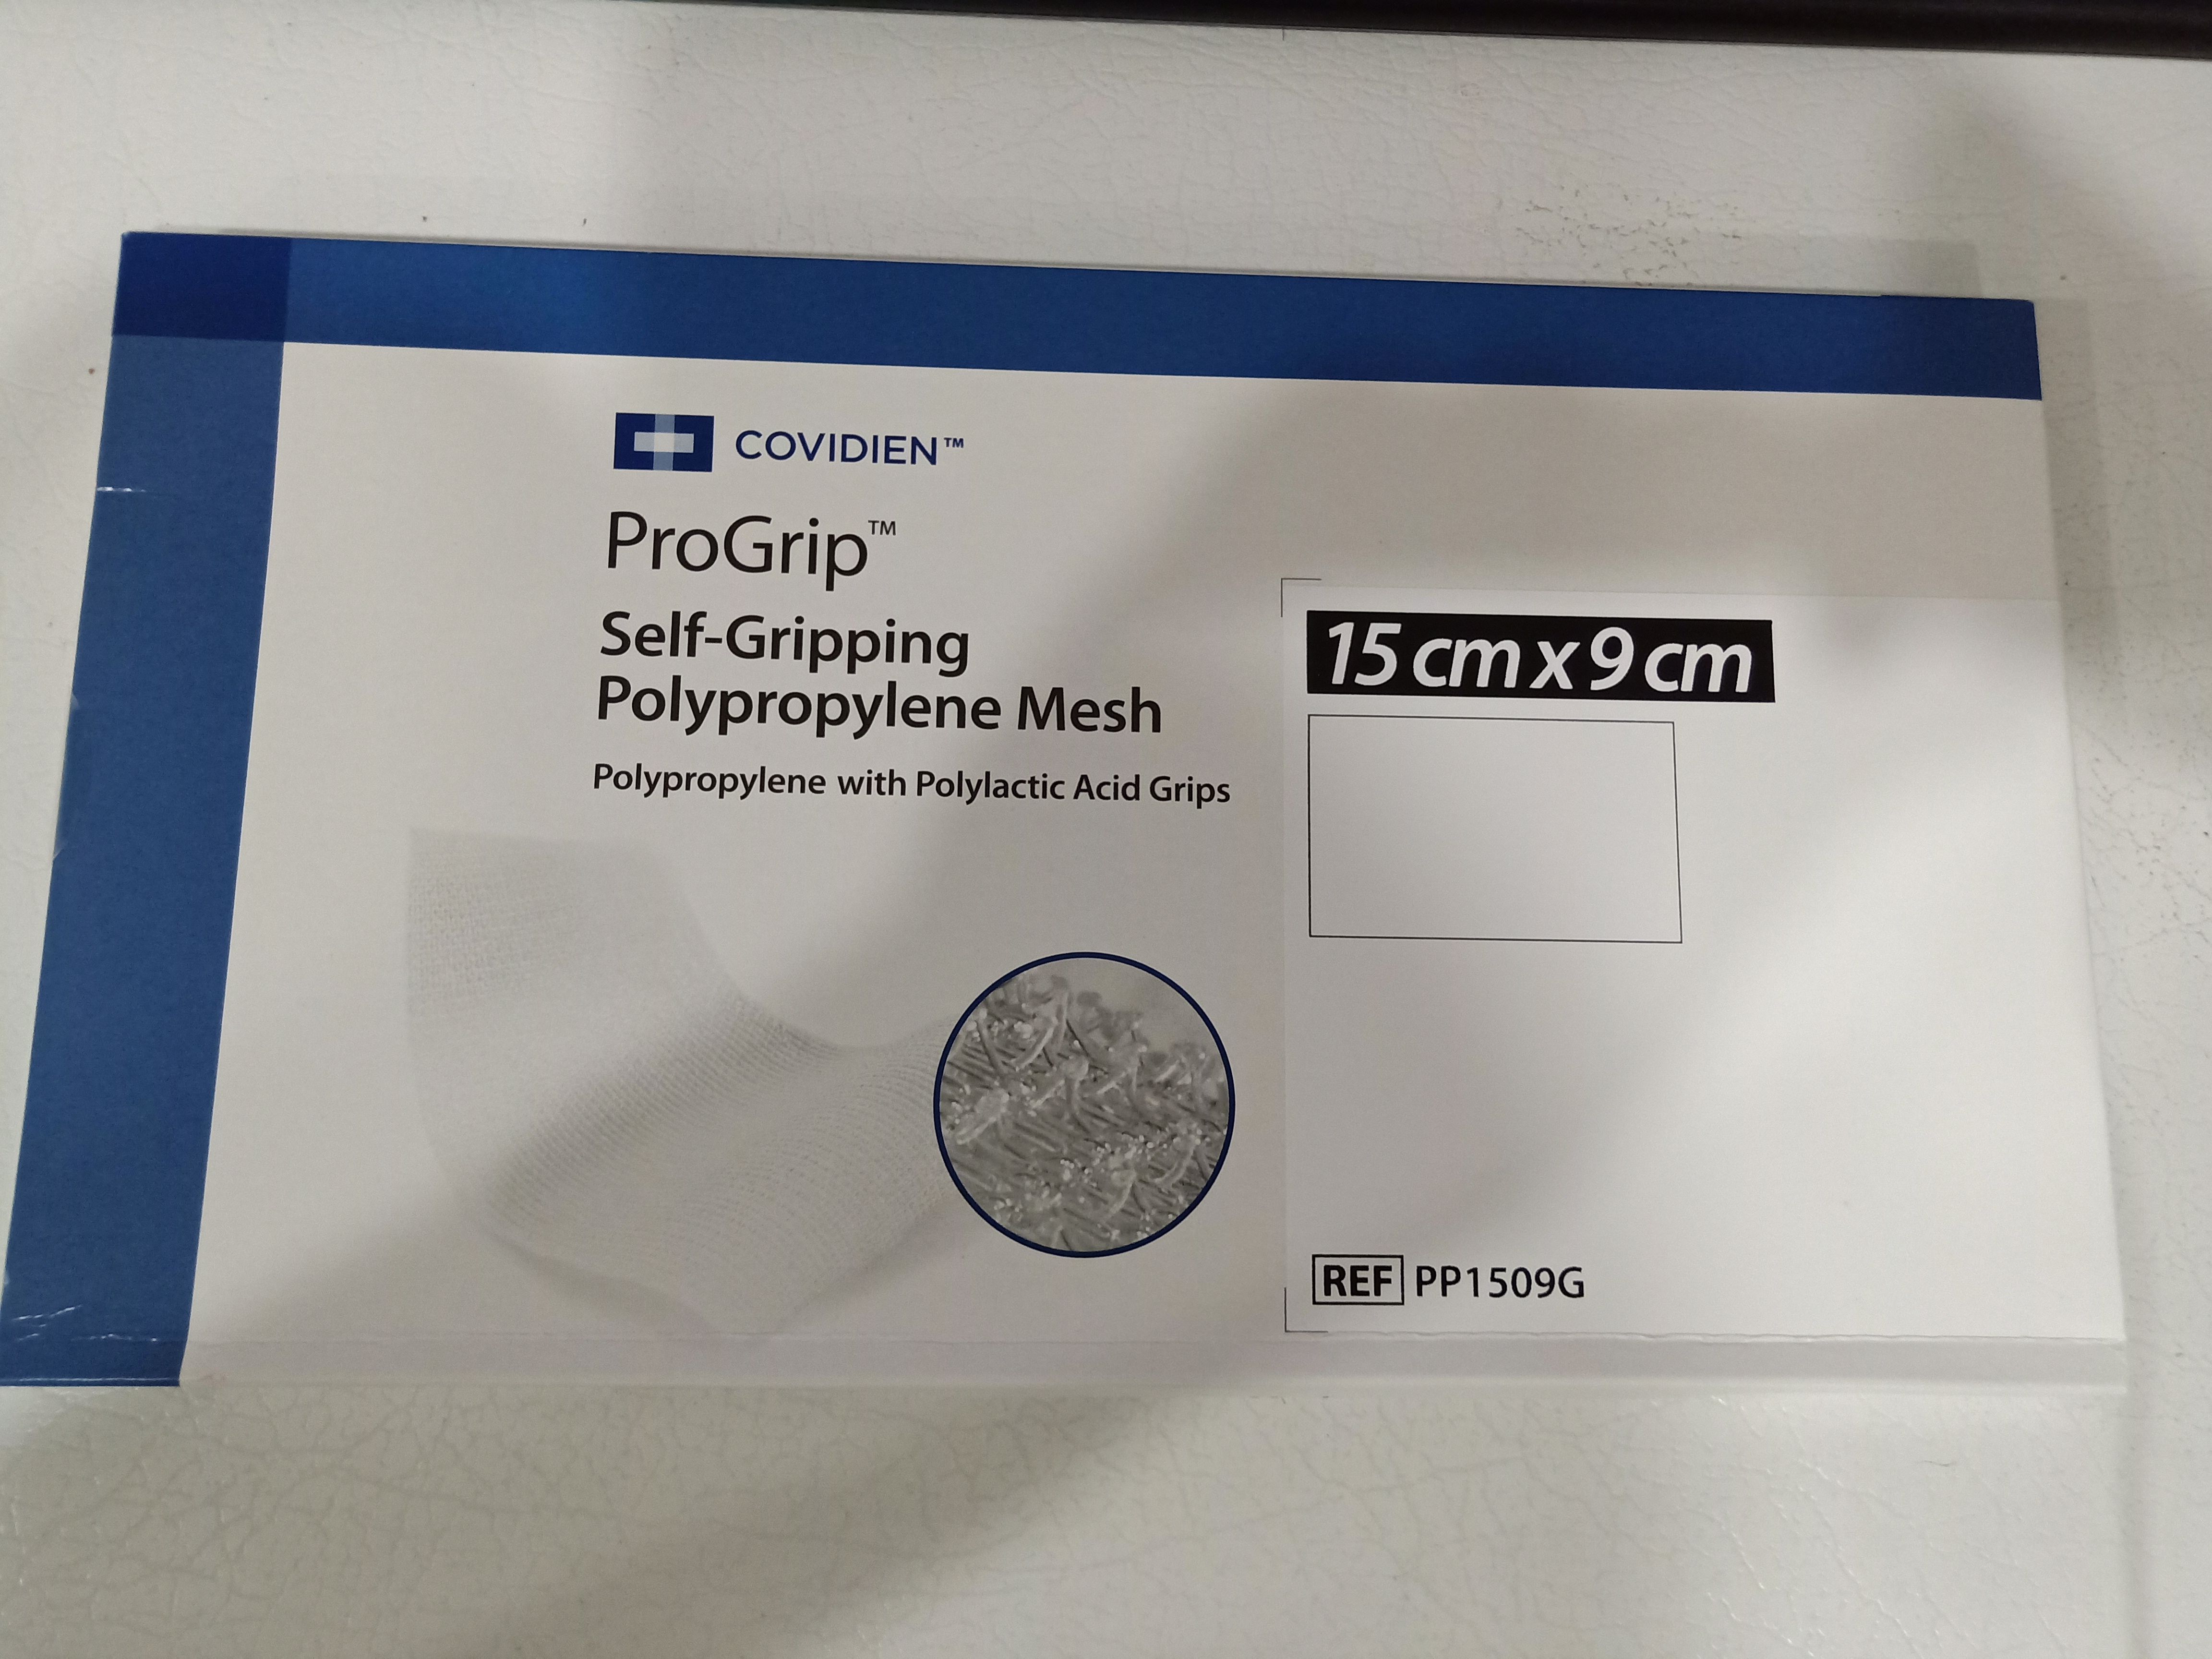 COVIDIEN™
ProGrip™
Self-Gripping
Polypropylene Mesh
Polypropylene with Polylactic Acid Grips
15 cm x 9 cm
REF PP1509G